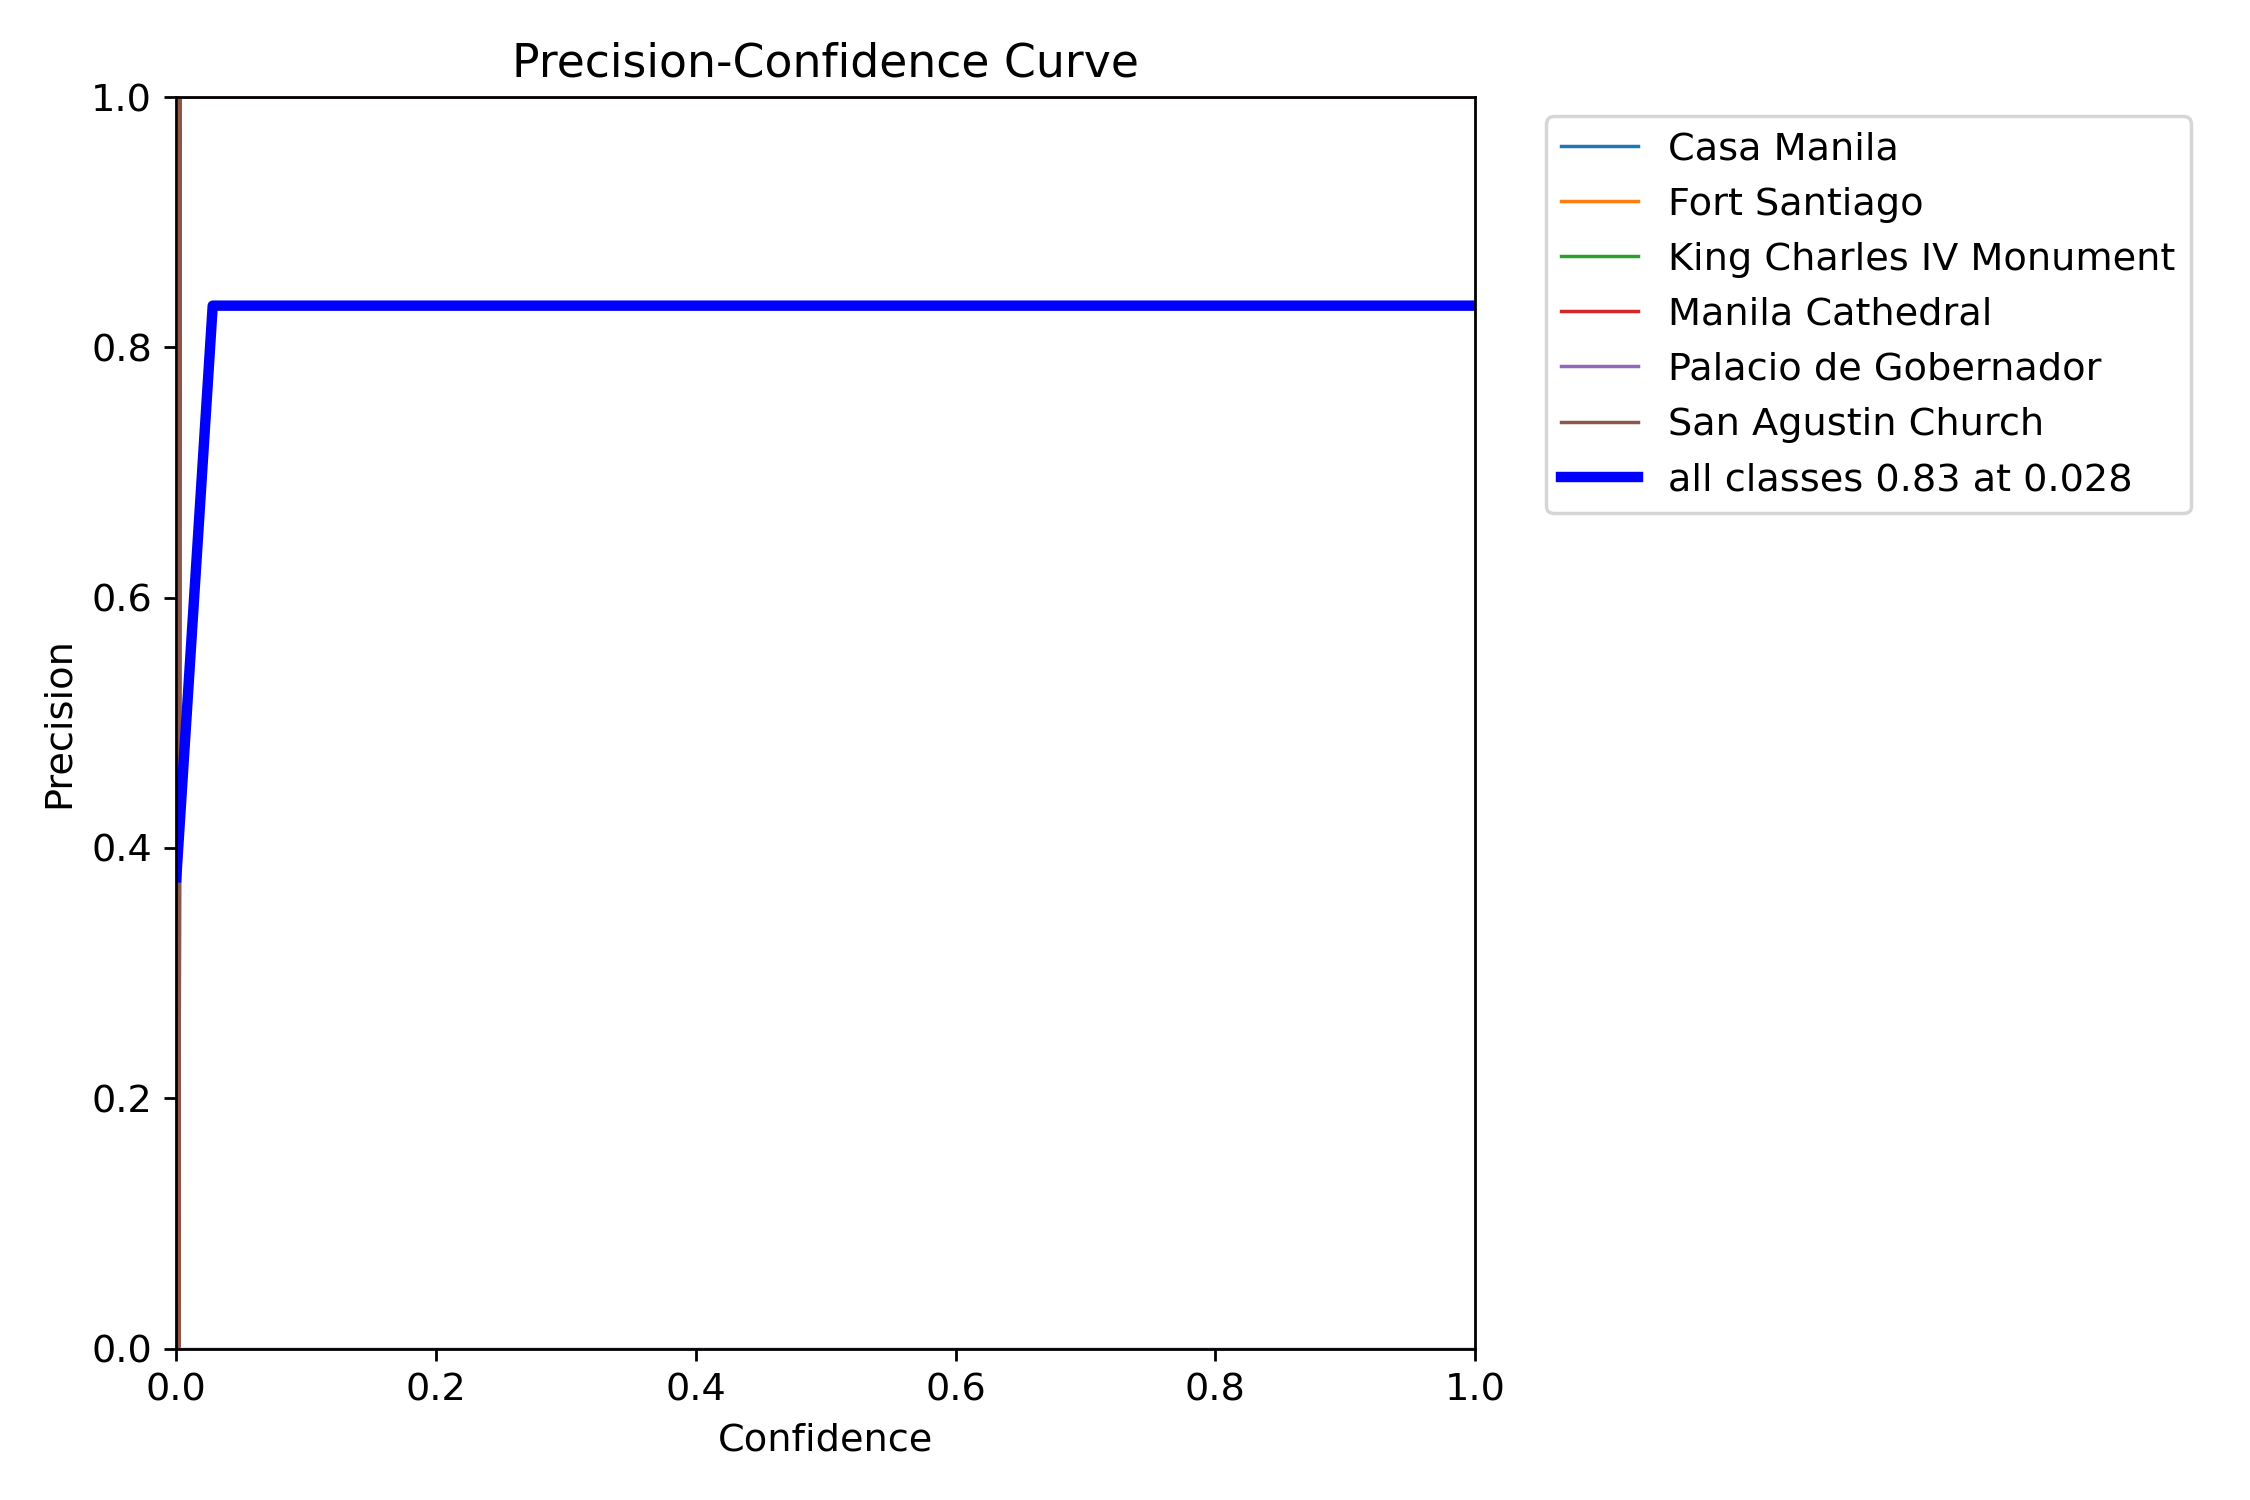 Precision-Confidence Curve
1.0
0.8
0.6
0.4
0.2
0.0
Precision
0.0 0.2 0.4 0.6 0.8 1.0
Confidence
Casa Manila
Fort Santiago
King Charles IV Monument
Manila Cathedral
Palacio de Gobernador
San Agustin Church
all classes 0.83 at 0.028